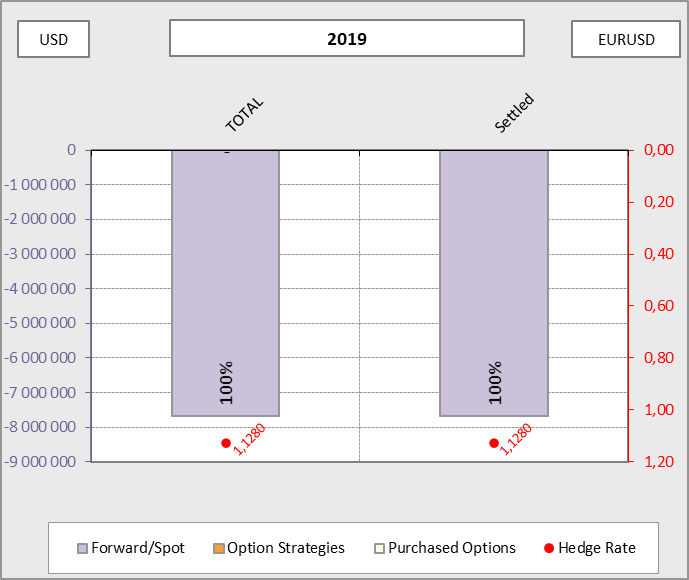 USD
2019
EURUSD
TOTAL
Settled
0
-1 000 000
-2 000 000
-3 000 000
-4 000 000
-5 000 000
-6 000 000
-7 000 000
-8 000 000
-9 000 000
0,00
0,20
0,40
0,60
0,80
1,00
1,20
100%
100%
1,1280
1,1280
Forward/Spot
Option Strategies
Purchased Options
Hedge Rate